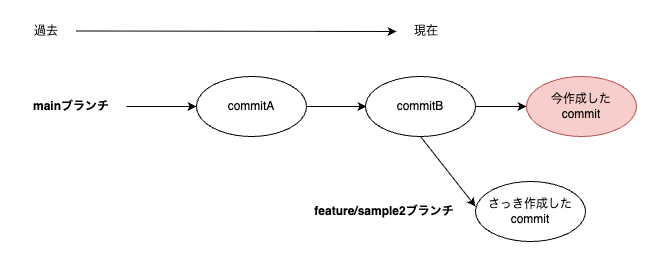 過去
現在
mainブランチ
commitA
commitB
今作成した
commit
feature/sample2ブランチ
さっき作成した
commit